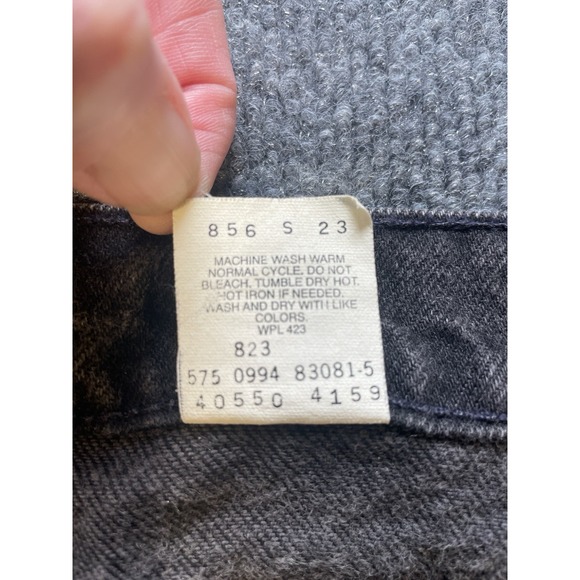 856 S 23
MACHINE WASH WARM
NORMAL CYCLE. DO NOT
BLEACH, TUMBLE DRY HOT.
HOT IRON IF NEEDED.
WASH AND DRY WITH LIKE
COLORS.
WPL 423
823
575 0994 83081-5
40550 4159